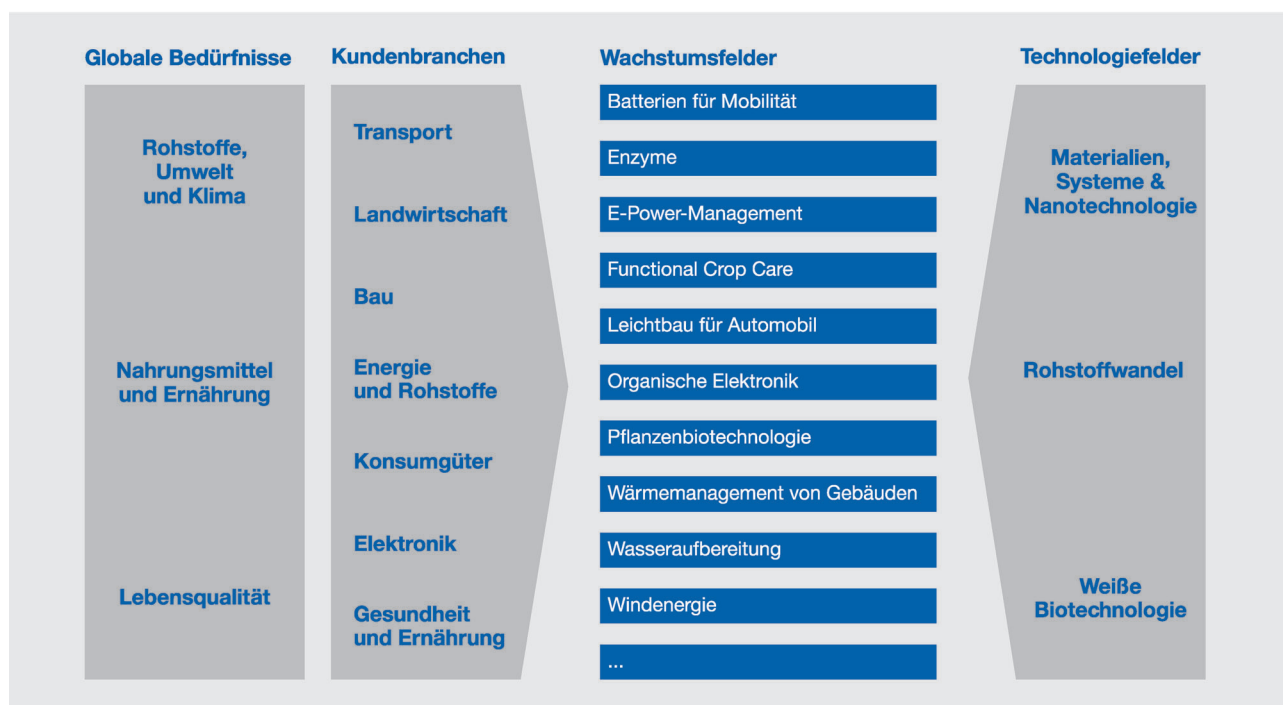 Globale Bedürfnisse
Rohstoffe,
Umwelt
und Klima
Nahrungsmittel
und Ernährung
Lebensqualität
Kundenbranchen
Transport
Landwirtschaft
Bau
Energie
und Rohstoffe
Konsumgüter
Elektronik
Gesundheit
und Ernährung
Wachstumsfelder
Batterien für Mobilität
Enzyme
E-Power-Management
Functional Crop Care
Leichtbau für Automobil
Organische Elektronik
Pflanzenbiotechnologie
Wärmemanagement von Gebäuden
Wasseraufbereitung
Windenergie
...
Technologiefelder
Materialien,
Systeme &
Nanotechnologie
Rohstoffwandel
Weiße
Biotechnologie